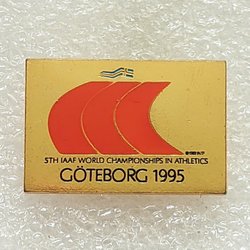 5TH IAAF WORLD CHAMPIONSHIPS IN ATHLETICS
GÖTEBORG 1995